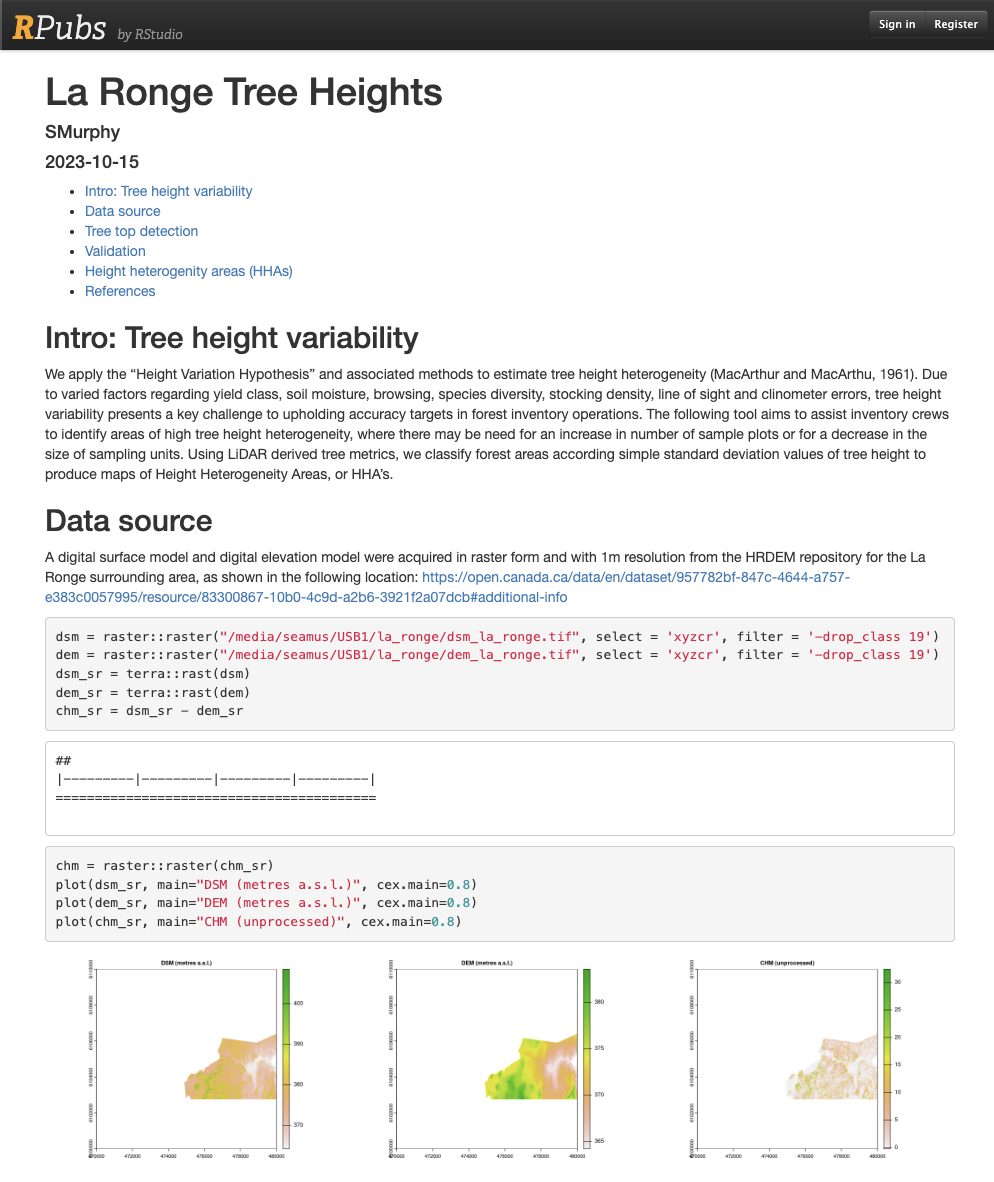 RPubs by RStudio
Sign in Register
La Ronge Tree Heights
SMurphy
2023-10-15
Intro: Tree height variability
Data source
Tree top detection
Validation
Height heterogenity areas (HHAs)
References
Intro: Tree height variability
We apply the “Height Variation Hypothesis” and associated methods to estimate tree height heterogeneity (MacArthur and MacArthu, 1961). Due
to varied factors regarding yield class, soil moisture, browsing, species diversity, stocking density, line of sight and clinometer errors, tree height
variability presents a key challenge to upholding accuracy targets in forest inventory operations. The following tool aims to assist inventory crews
to identify areas of high tree height heterogeneity, where there may be need for an increase in number of sample plots or for a decrease in the
size of sampling units. Using LiDAR derived tree metrics, we classify forest areas according simple standard deviation values of tree height to
produce maps of Height Heterogeneity Areas, or HHA’s.
Data source
A digital surface model and digital elevation model were acquired in raster form and with 1m resolution from the HRDEM repository for the La
Ronge surrounding area, as shown in the following location: https://open.canada.ca/data/en/dataset/957782bf-847c-4644-a757-
e383c0057995/resource/83300867-10b0-4c9d-a2b6-3921f2a07dcb#additional-info
dsm = raster::raster("/media/seamus/USB1/la_ronge/dsm_la_ronge.tif", select = 'xyzcr', filter = '-drop_class 19')
dem = raster::raster("/media/seamus/USB1/la_ronge/dem_la_ronge.tif", select = 'xyzcr', filter = '-drop_class 19')
dsm_sr = terra::rast(dsm)
dem_sr = terra::rast(dem)
chm_sr = dsm_sr - dem_sr
##
|---------|---------|---------|---------|
=========================================
chm = raster::raster(chm_sr)
plot(dsm_sr, main="DSM (metres a.s.l.)", cex.main=0.8)
plot(dem_sr, main="DEM (metres a.s.l.)", cex.main=0.8)
plot(chm_sr, main="CHM (unprocessed)", cex.main=0.8)
DSM (metres a.s.l.)
6110000
6108000
6106000
6104000
6102000
472000 474000 476000 478000 480000
400
390
380
370
DEM (metres a.s.l.)
6110000
6108000
6106000
6104000
6102000
472000 474000 476000 478000 480000
380
375
370
365
CHM (unprocessed)
6110000
6108000
6106000
6104000
6102000
472000 474000 476000 478000 480000
30
25
20
15
10
5
0